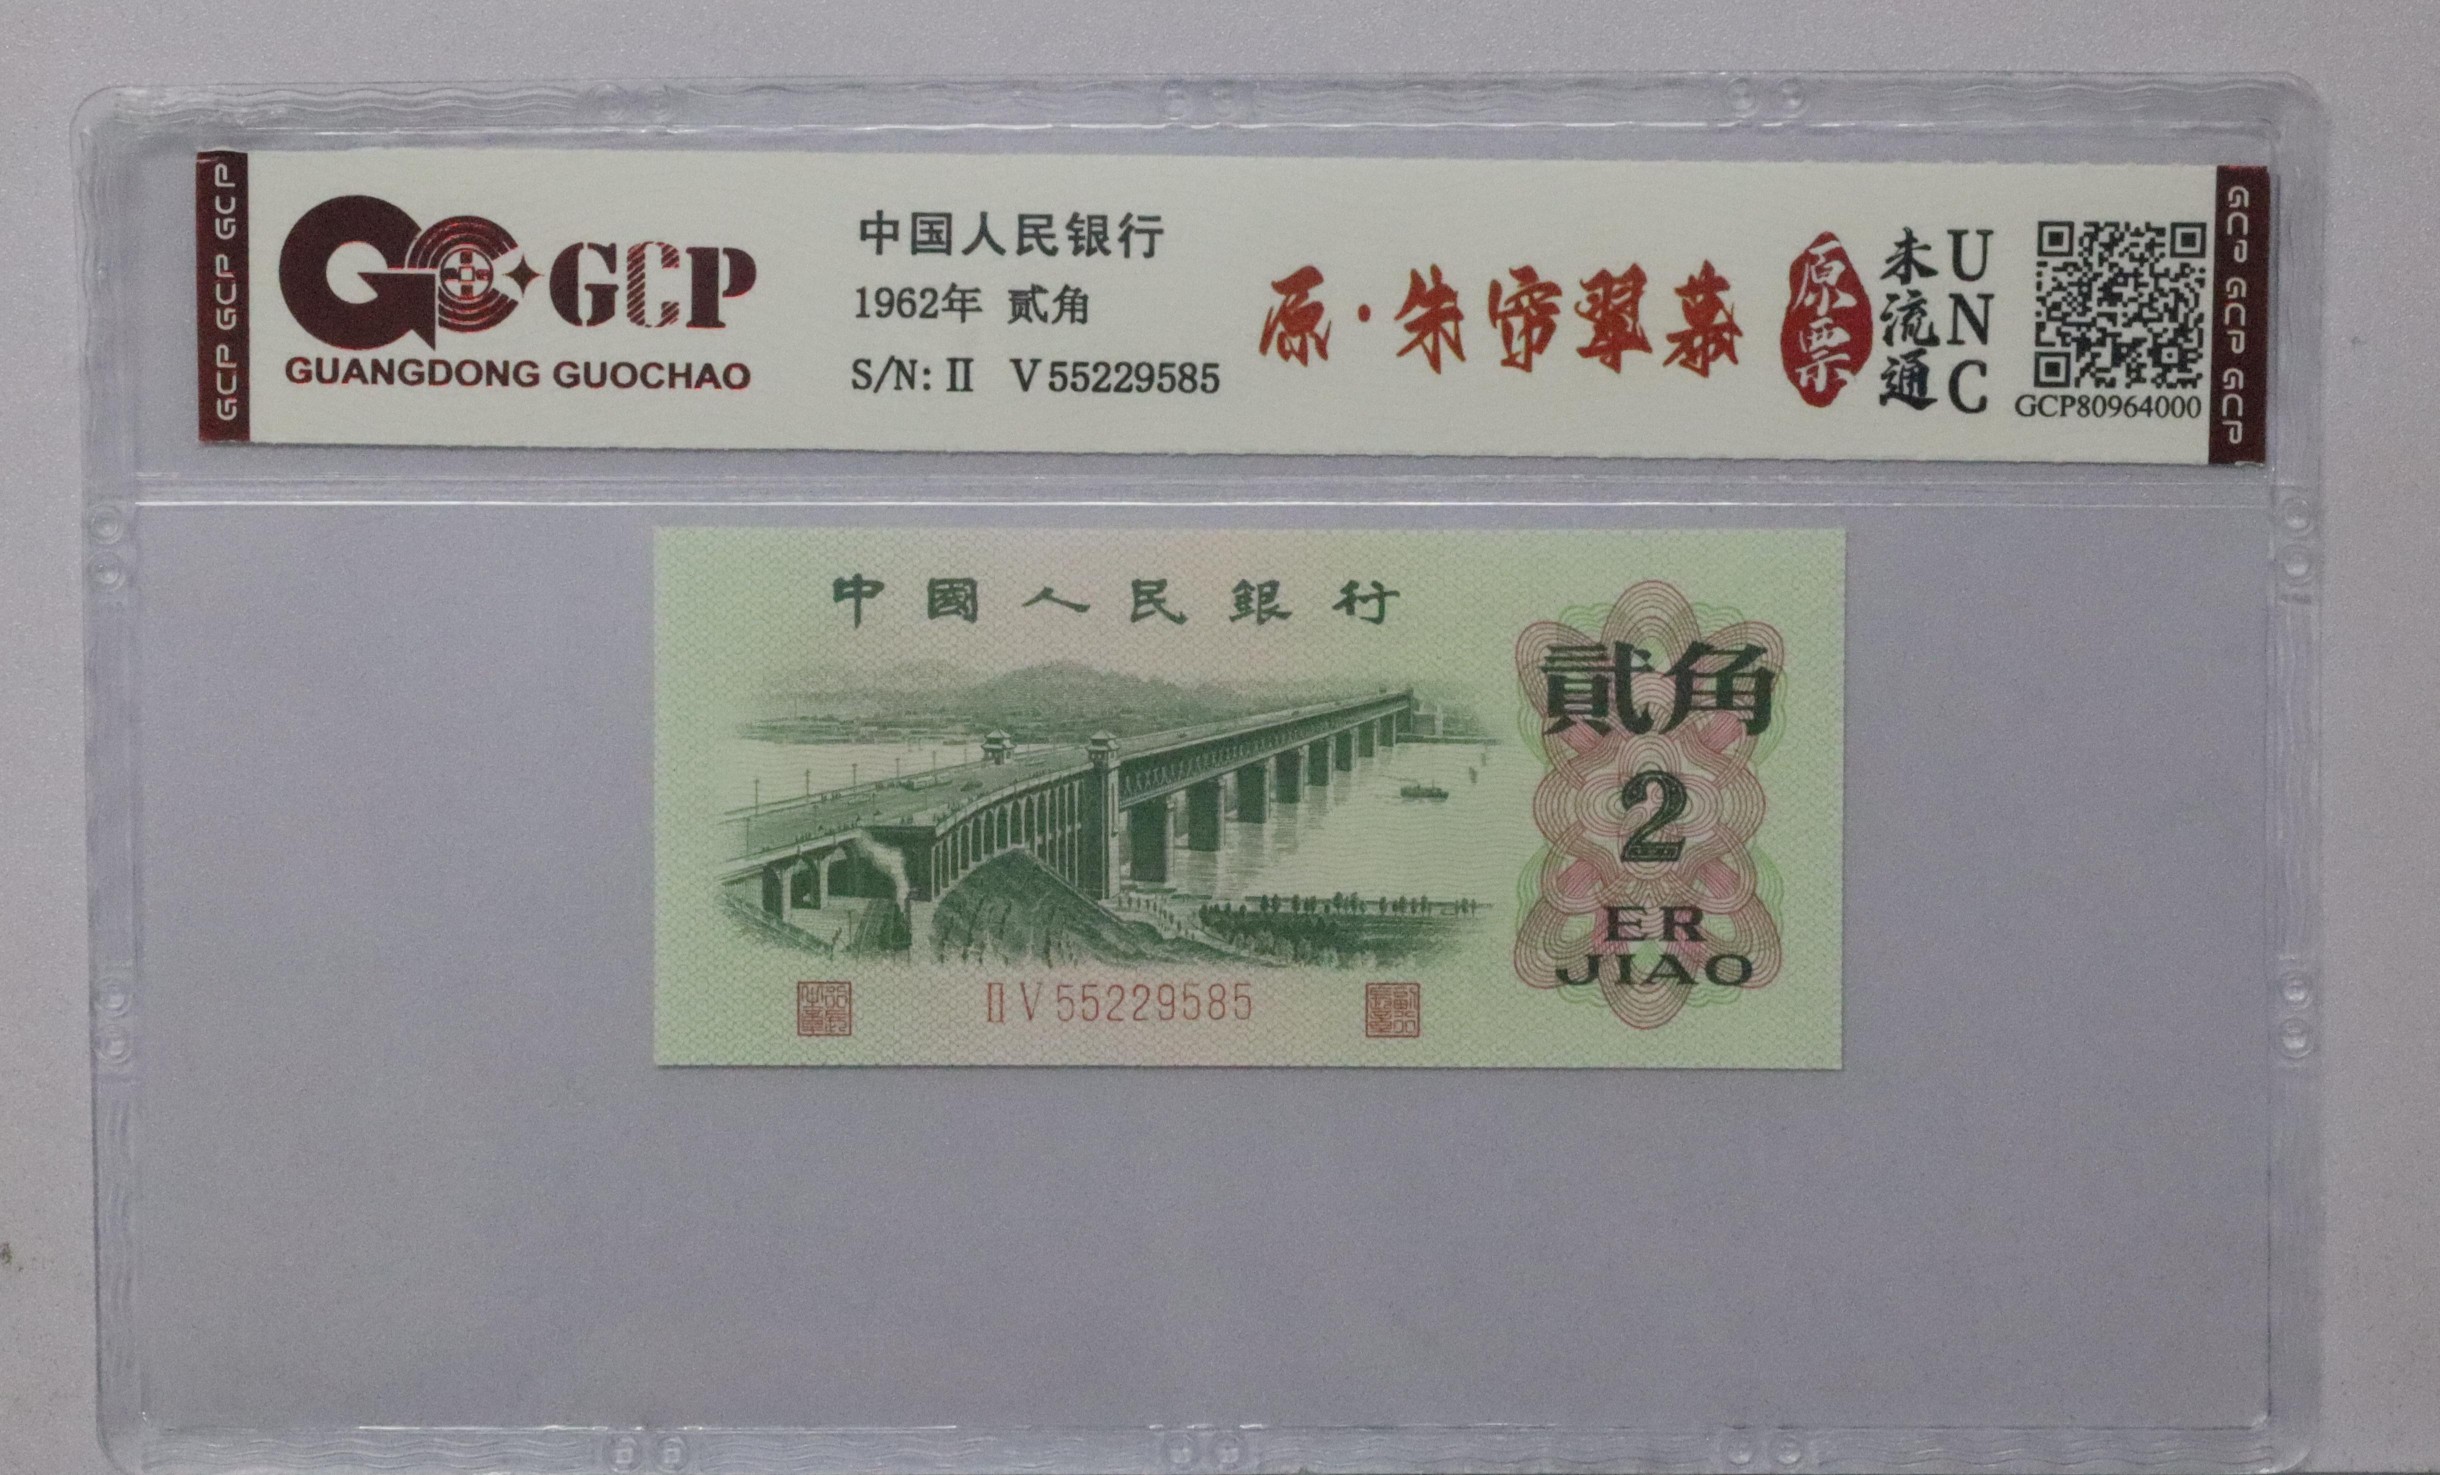 GCP GCP GCP
GCP
GUANGDONG GUOCHAO
中国人民银行
1962年 贰角
S/N: II V55229585
原·朱帘翠幕
原票
未流通
UNC
GCP80964000
GCP GCP GCP
中國人民銀行
貳角
2
ER
JIAO
II V 55229585